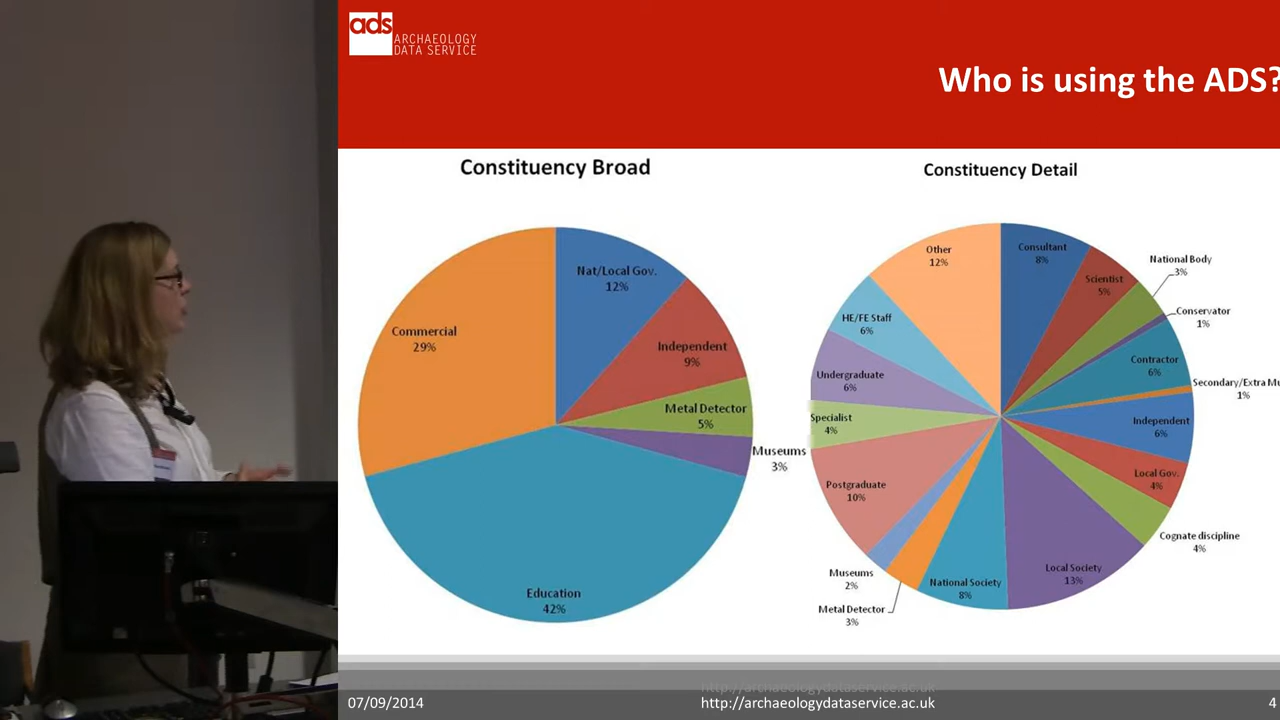 ads
ARCHAEOLOGY
DATA SERVICE
Who is using the ADS?
Constituency Broad
Nat/Local Gov.
12%
Independent
9%
Metal Detector
5%
Museums
3%
Education
42%
Commercial
29%
Constituency Detail
Consultant
8%
Scientist
5%
National Body
3%
Conservator
1%
Contractor
6%
Secondary/Extra Mu
1%
Independent
6%
Local Gov.
4%
Cognate discipline
4%
Local Society
13%
National Society
8%
Metal Detector
3%
Museums
2%
Postgraduate
10%
Specialist
4%
Undergraduate
6%
HE/FE Staff
6%
Other
12%
http://archaeologydataservice.ac.uk
07/09/2014
http://archaeologydataservice.ac.uk
4